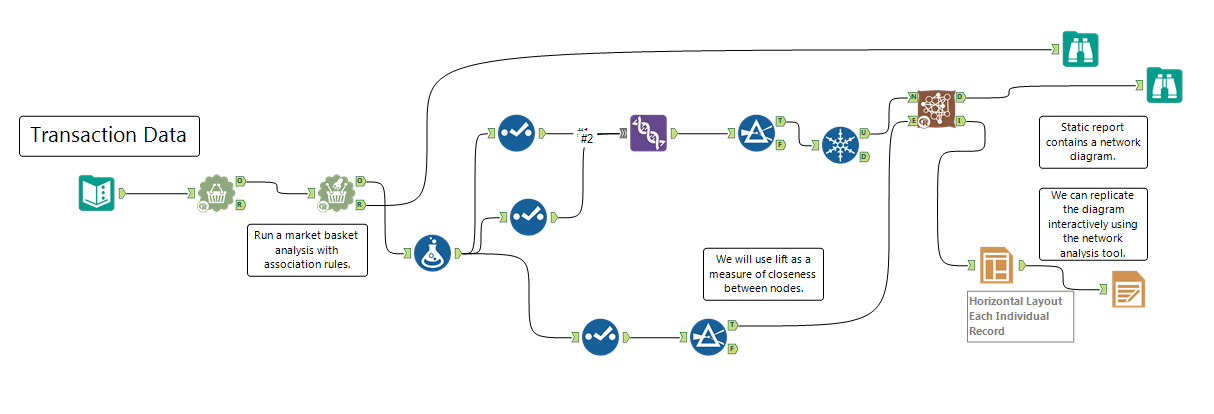 Transaction Data
O
R
O
R
Run a market basket
analysis with
association rules.
#2
T
F
U
D
N
E
D
I
Static report
contains a network
diagram.
We can replicate
the diagram
interactively using
the network
analysis tool.
We will use lift as a
measure of closeness
between nodes.
Horizontal Layout
Each Individual
Record
T
F